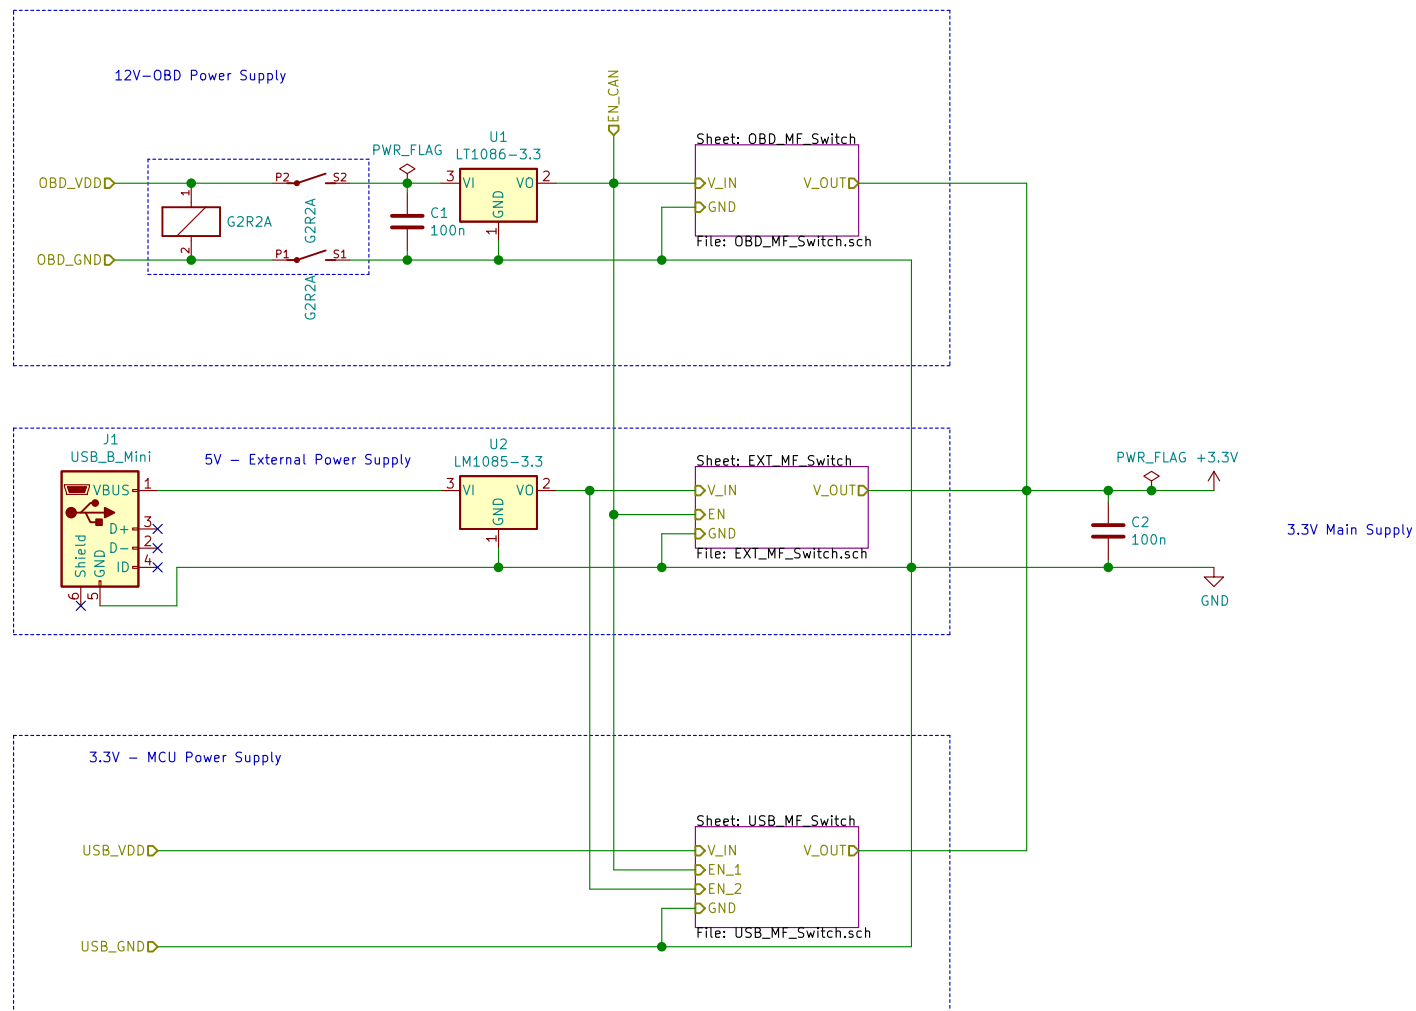 12V-OBD Power Supply
EN_CAN
Sheet: OBD_MF_Switch
U1
LT1086-3.3
PWR_FLAG
OBD_VDD
1
P2
S2
3
VI
VO
2
V_IN
V_OUT
GND
G2R2A
G2R2A
C1
100n
GND
1
File: OBD_MF_Switch.sch
2
OBD_GND
P1
S1
G2R2A
J1
USB_B_Mini
5V - External Power Supply
U2
LM1085-3.3
Sheet: EXT_MF_Switch
PWR_FLAG
+3.3V
VBUS
1
3
VI
VO
2
V_IN
V_OUT
GND
EN
D+
3
D-
2
ID
4
Shield
GND
6
5
1
GND
File: EXT_MF_Switch.sch
C2
100n
3.3V Main Supply
GND
3.3V - MCU Power Supply
Sheet: USB_MF_Switch
USB_VDD
V_IN
V_OUT
EN_1
EN_2
GND
File: USB_MF_Switch.sch
USB_GND